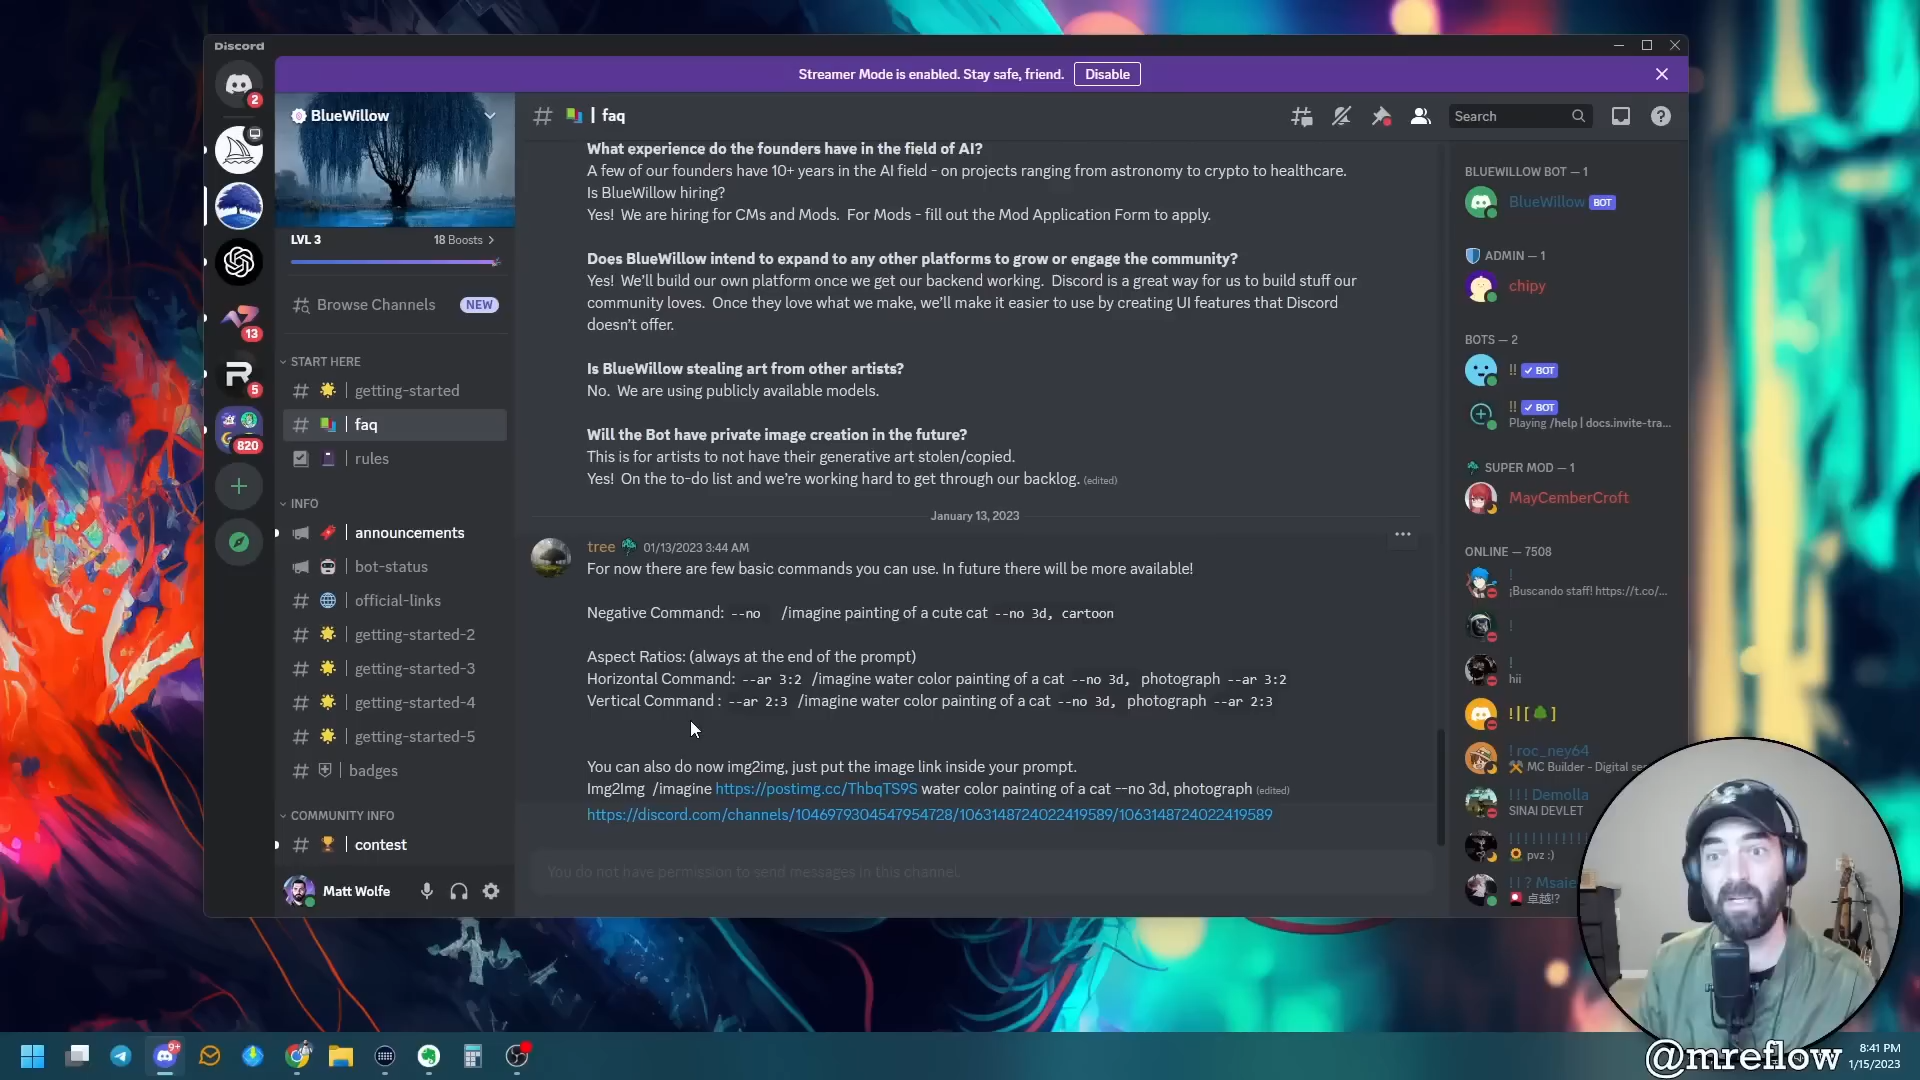 Discord
Streamer Mode is enabled. Stay safe, friend. Disable
2
BlueWillow
LVL 3 18 Boosts
Browse Channels NEW
START HERE
getting-started
faq
rules
INFO
announcements
bot-status
official-links
getting-started-2
getting-started-3
getting-started-4
getting-started-5
badges
COMMUNITY INFO
contest
Matt Wolfe
13
5
820
faq
Search
What experience do the founders have in the field of AI?
A few of our founders have 10+ years in the AI field - on projects ranging from astronomy to crypto to healthcare.
Is BlueWillow hiring?
Yes! We are hiring for CMs and Mods. For Mods - fill out the Mod Application Form to apply.
Does BlueWillow intend to expand to any other platforms to grow or engage the community?
Yes! We'll build our own platform once we get our backend working. Discord is a great way for us to build stuff our
community loves. Once they love what we make, we'll make it easier to use by creating UI features that Discord
doesn't offer.
Is BlueWillow stealing art from other artists?
No. We are using publicly available models.
Will the Bot have private image creation in the future?
This is for artists to not have their generative art stolen/copied.
Yes! On the to-do list and we're working hard to get through our backlog. (edited)
January 13, 2023
tree 01/13/2023 3:44 AM
For now there are few basic commands you can use. In future there will be more available!
Negative Command: --no /imagine painting of a cute cat --no 3d, cartoon
Aspect Ratios: (always at the end of the prompt)
Horizontal Command: --ar 3:2 /imagine water color painting of a cat --no 3d, photograph --ar 3:2
Vertical Command : --ar 2:3 /imagine water color painting of a cat --no 3d, photograph --ar 2:3
You can also do now img2img, just put the image link inside your prompt.
Img2Img /imagine https://postimg.cc/ThbqTS9S water color painting of a cat --no 3d, photograph (edited)
https://discord.com/channels/1046979304547954728/1063148724022419589/1063148724022419589
You do not have permission to send messages in this channel.
BLUEWILLOW BOT — 1
BlueWillow BOT
ADMIN — 1
chipy
BOTS — 2
!! BOT
!! BOT
Playing /help | docs.invite-tra...
SUPER MOD — 1
MayCemberCroft
ONLINE — 7508
!
¡Buscando staff! https://t.co/...
!
!
hii
! | [ ]
! roc_ney64
MC Builder - Digital se
! ! ! Demolla
SINAI DEVLET
pvz :)
! I ? Msaie
卓越!?
9+
@mreflow
8:41 PM
1/15/2023